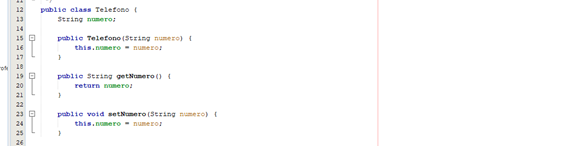 12 public class Telefono {
13 String numero;
14
15 public Telefono(String numero) {
16 this.numero = numero;
17 }
18
19 public String getNumero() {
20 return numero;
21 }
22
23 public void setNumero(String numero) {
24 this.numero = numero;
25 }
26